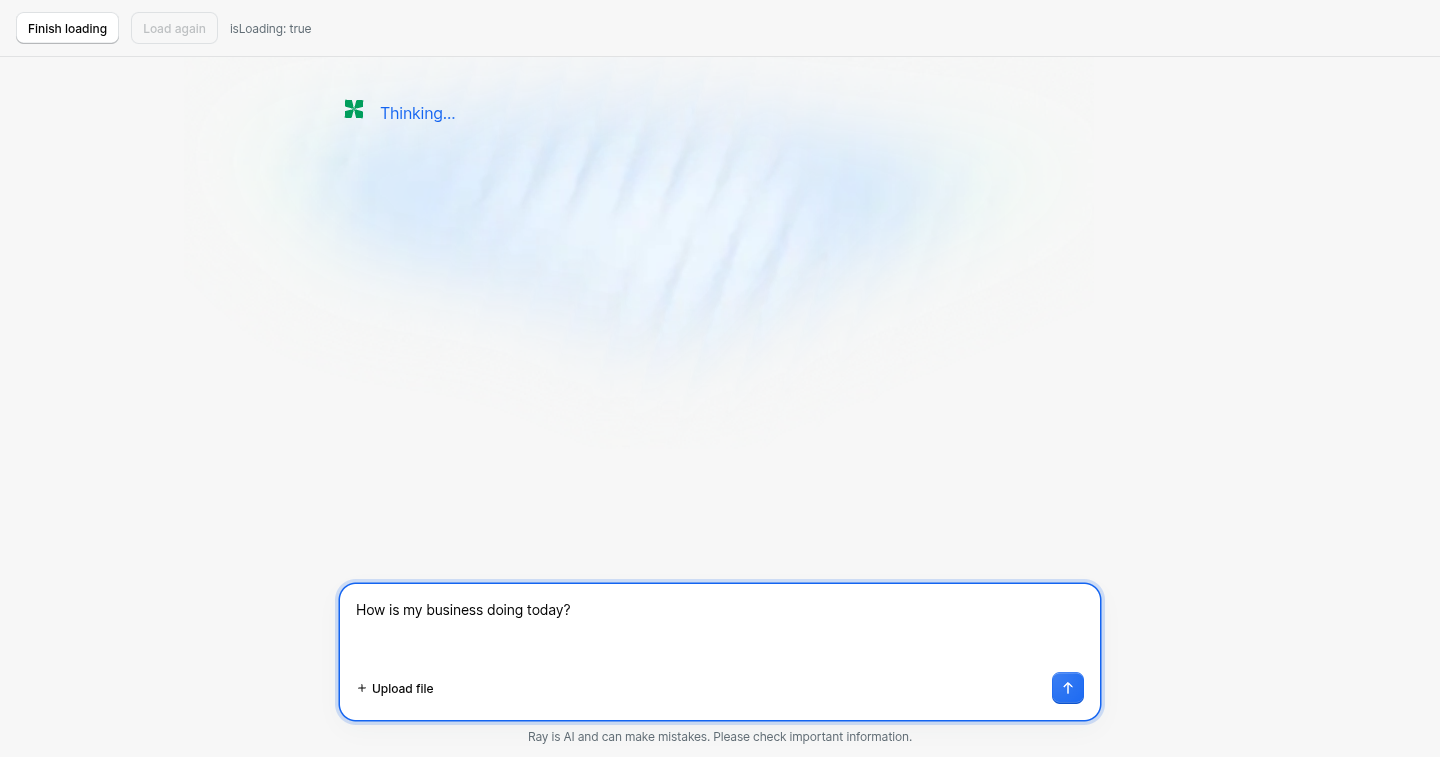 Finish loading
Load again
isLoading: true
Thinking...
How is my business doing today?
+ Upload file
Ray is AI and can make mistakes. Please check important information.